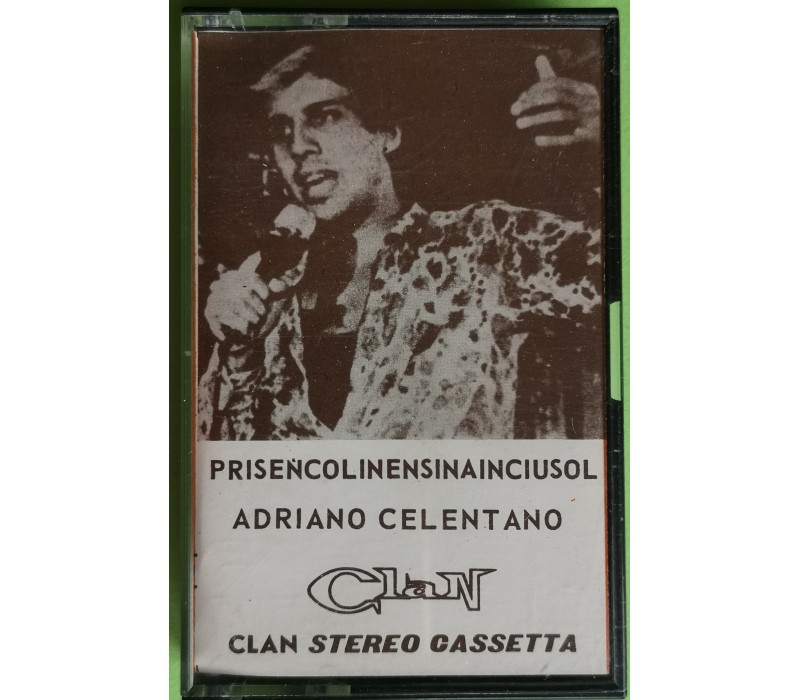 PRISENCOLINENSINAINCIUSOL
ADRIANO CELENTANO
ClaN
CLAN STEREO CASSETTA